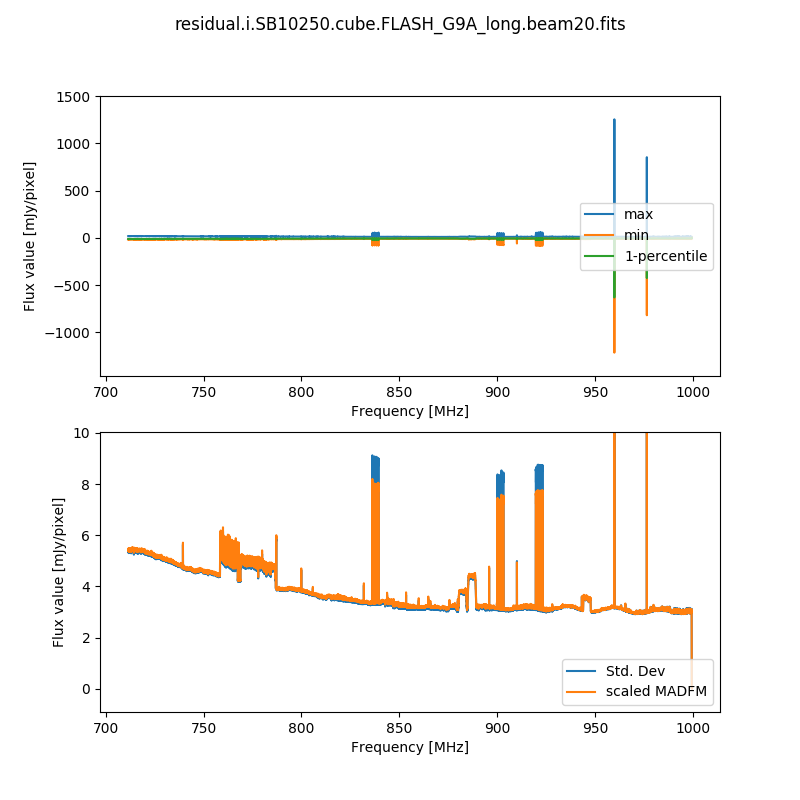 residual.i.SB10250.cube.FLASH_G9A_long.beam20.fits
1500
1000
500
0
−500
−1000
Flux value [mJy/pixel]
max
min
1-percentile
700 750 800 850 900 950 1000
Frequency [MHz]
10
8
6
4
2
0
Flux value [mJy/pixel]
Std. Dev
scaled MADFM
700 750 800 850 900 950 1000
Frequency [MHz]